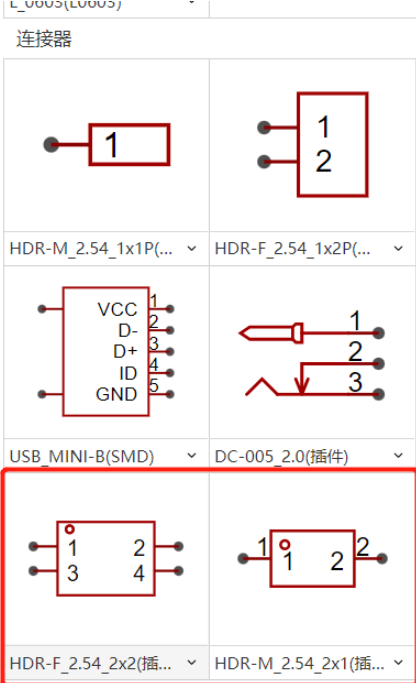 L_0603(L0603)
连接器
1
1
2
HDR-M_2.54_1x1P(...
HDR-F_2.54_1x2P(...
VCC 1
D- 2
D+ 3
ID 4
GND 5
1
2
3
USB_MINI-B(SMD)
DC-005_2.0(插件)
1 2
3 4
1 1 2 2
HDR-F_2.54_2x2(插...
HDR-M_2.54_2x1(插...